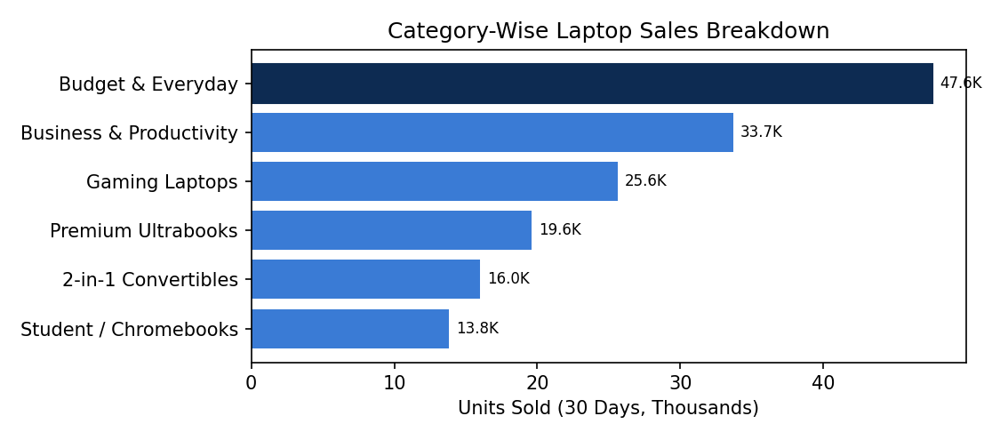 Category-Wise Laptop Sales Breakdown
Budget & Everyday 47.6K
Business & Productivity 33.7K
Gaming Laptops 25.6K
Premium Ultrabooks 19.6K
2-in-1 Convertibles 16.0K
Student / Chromebooks 13.8K
0 10 20 30 40
Units Sold (30 Days, Thousands)